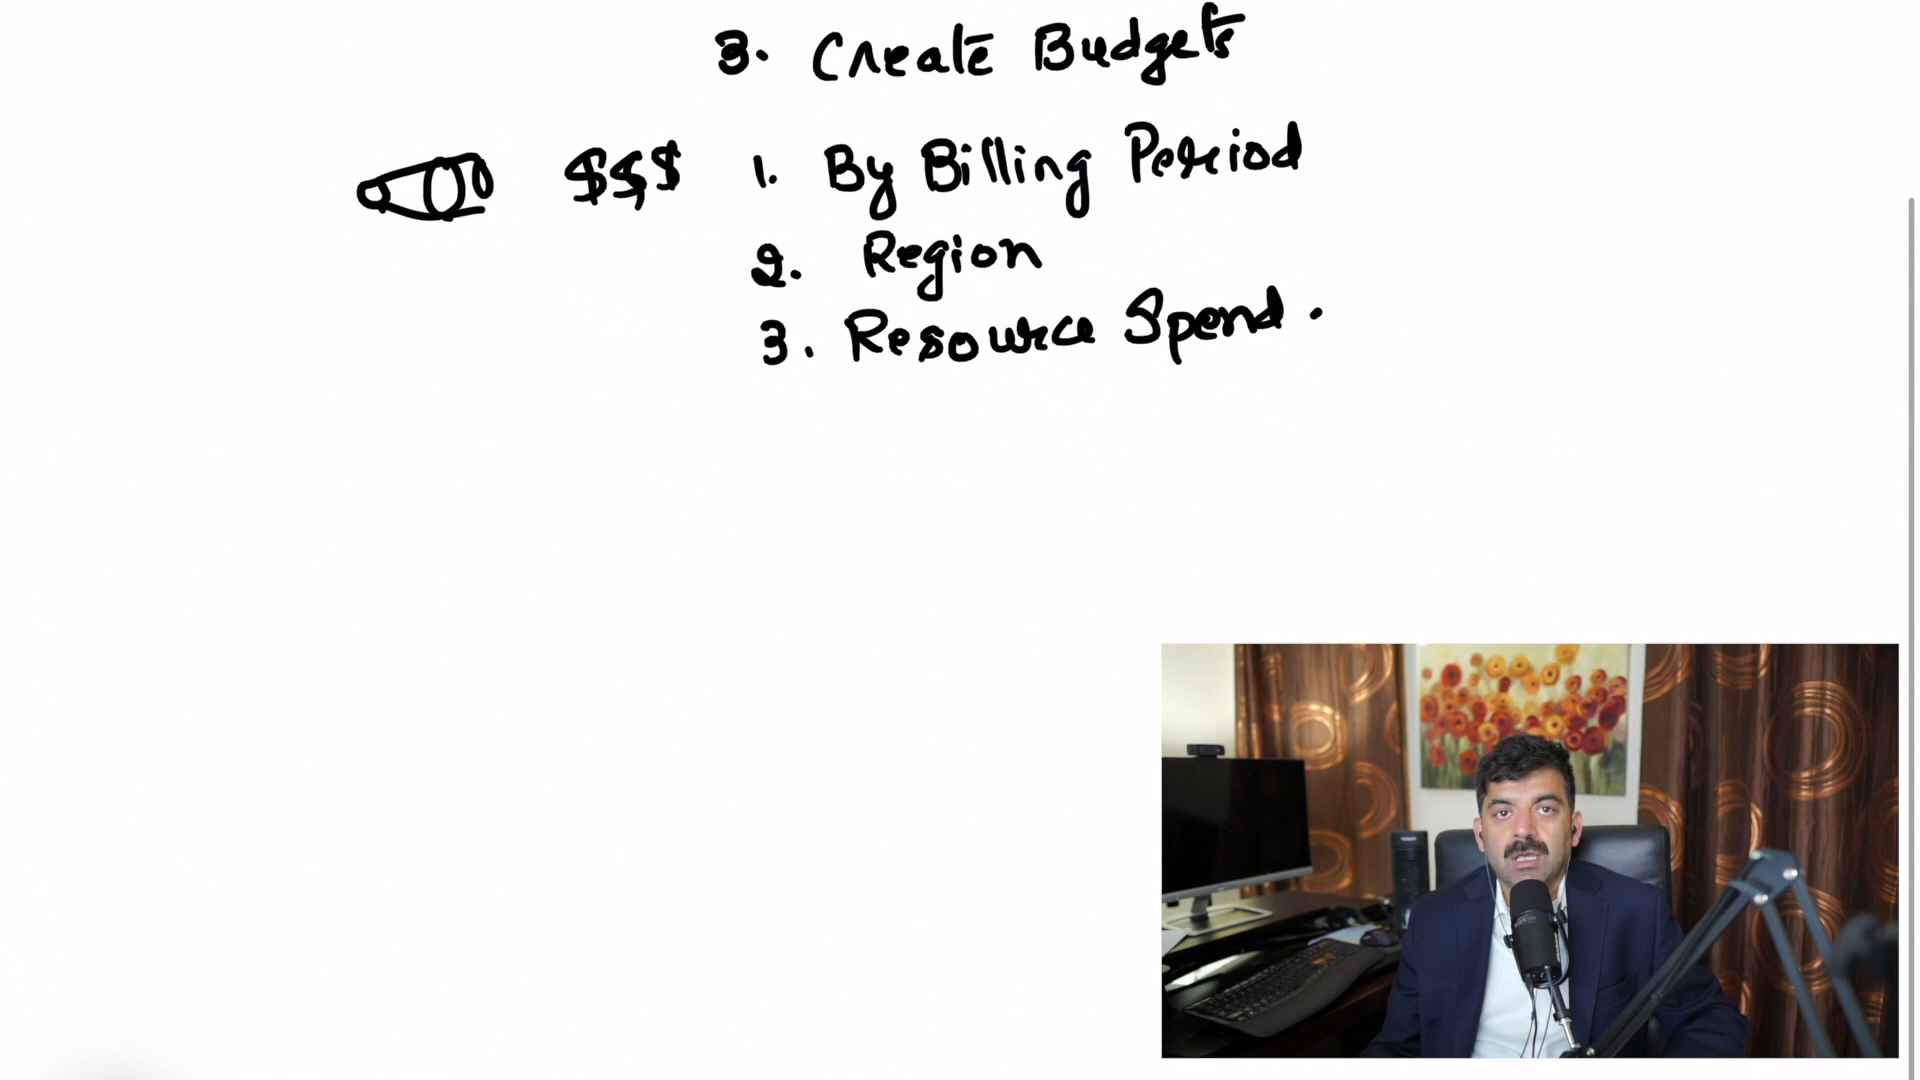 3. Create Budgets
$$$ 1. By Billing Period
2. Region
3. Resource Spend.